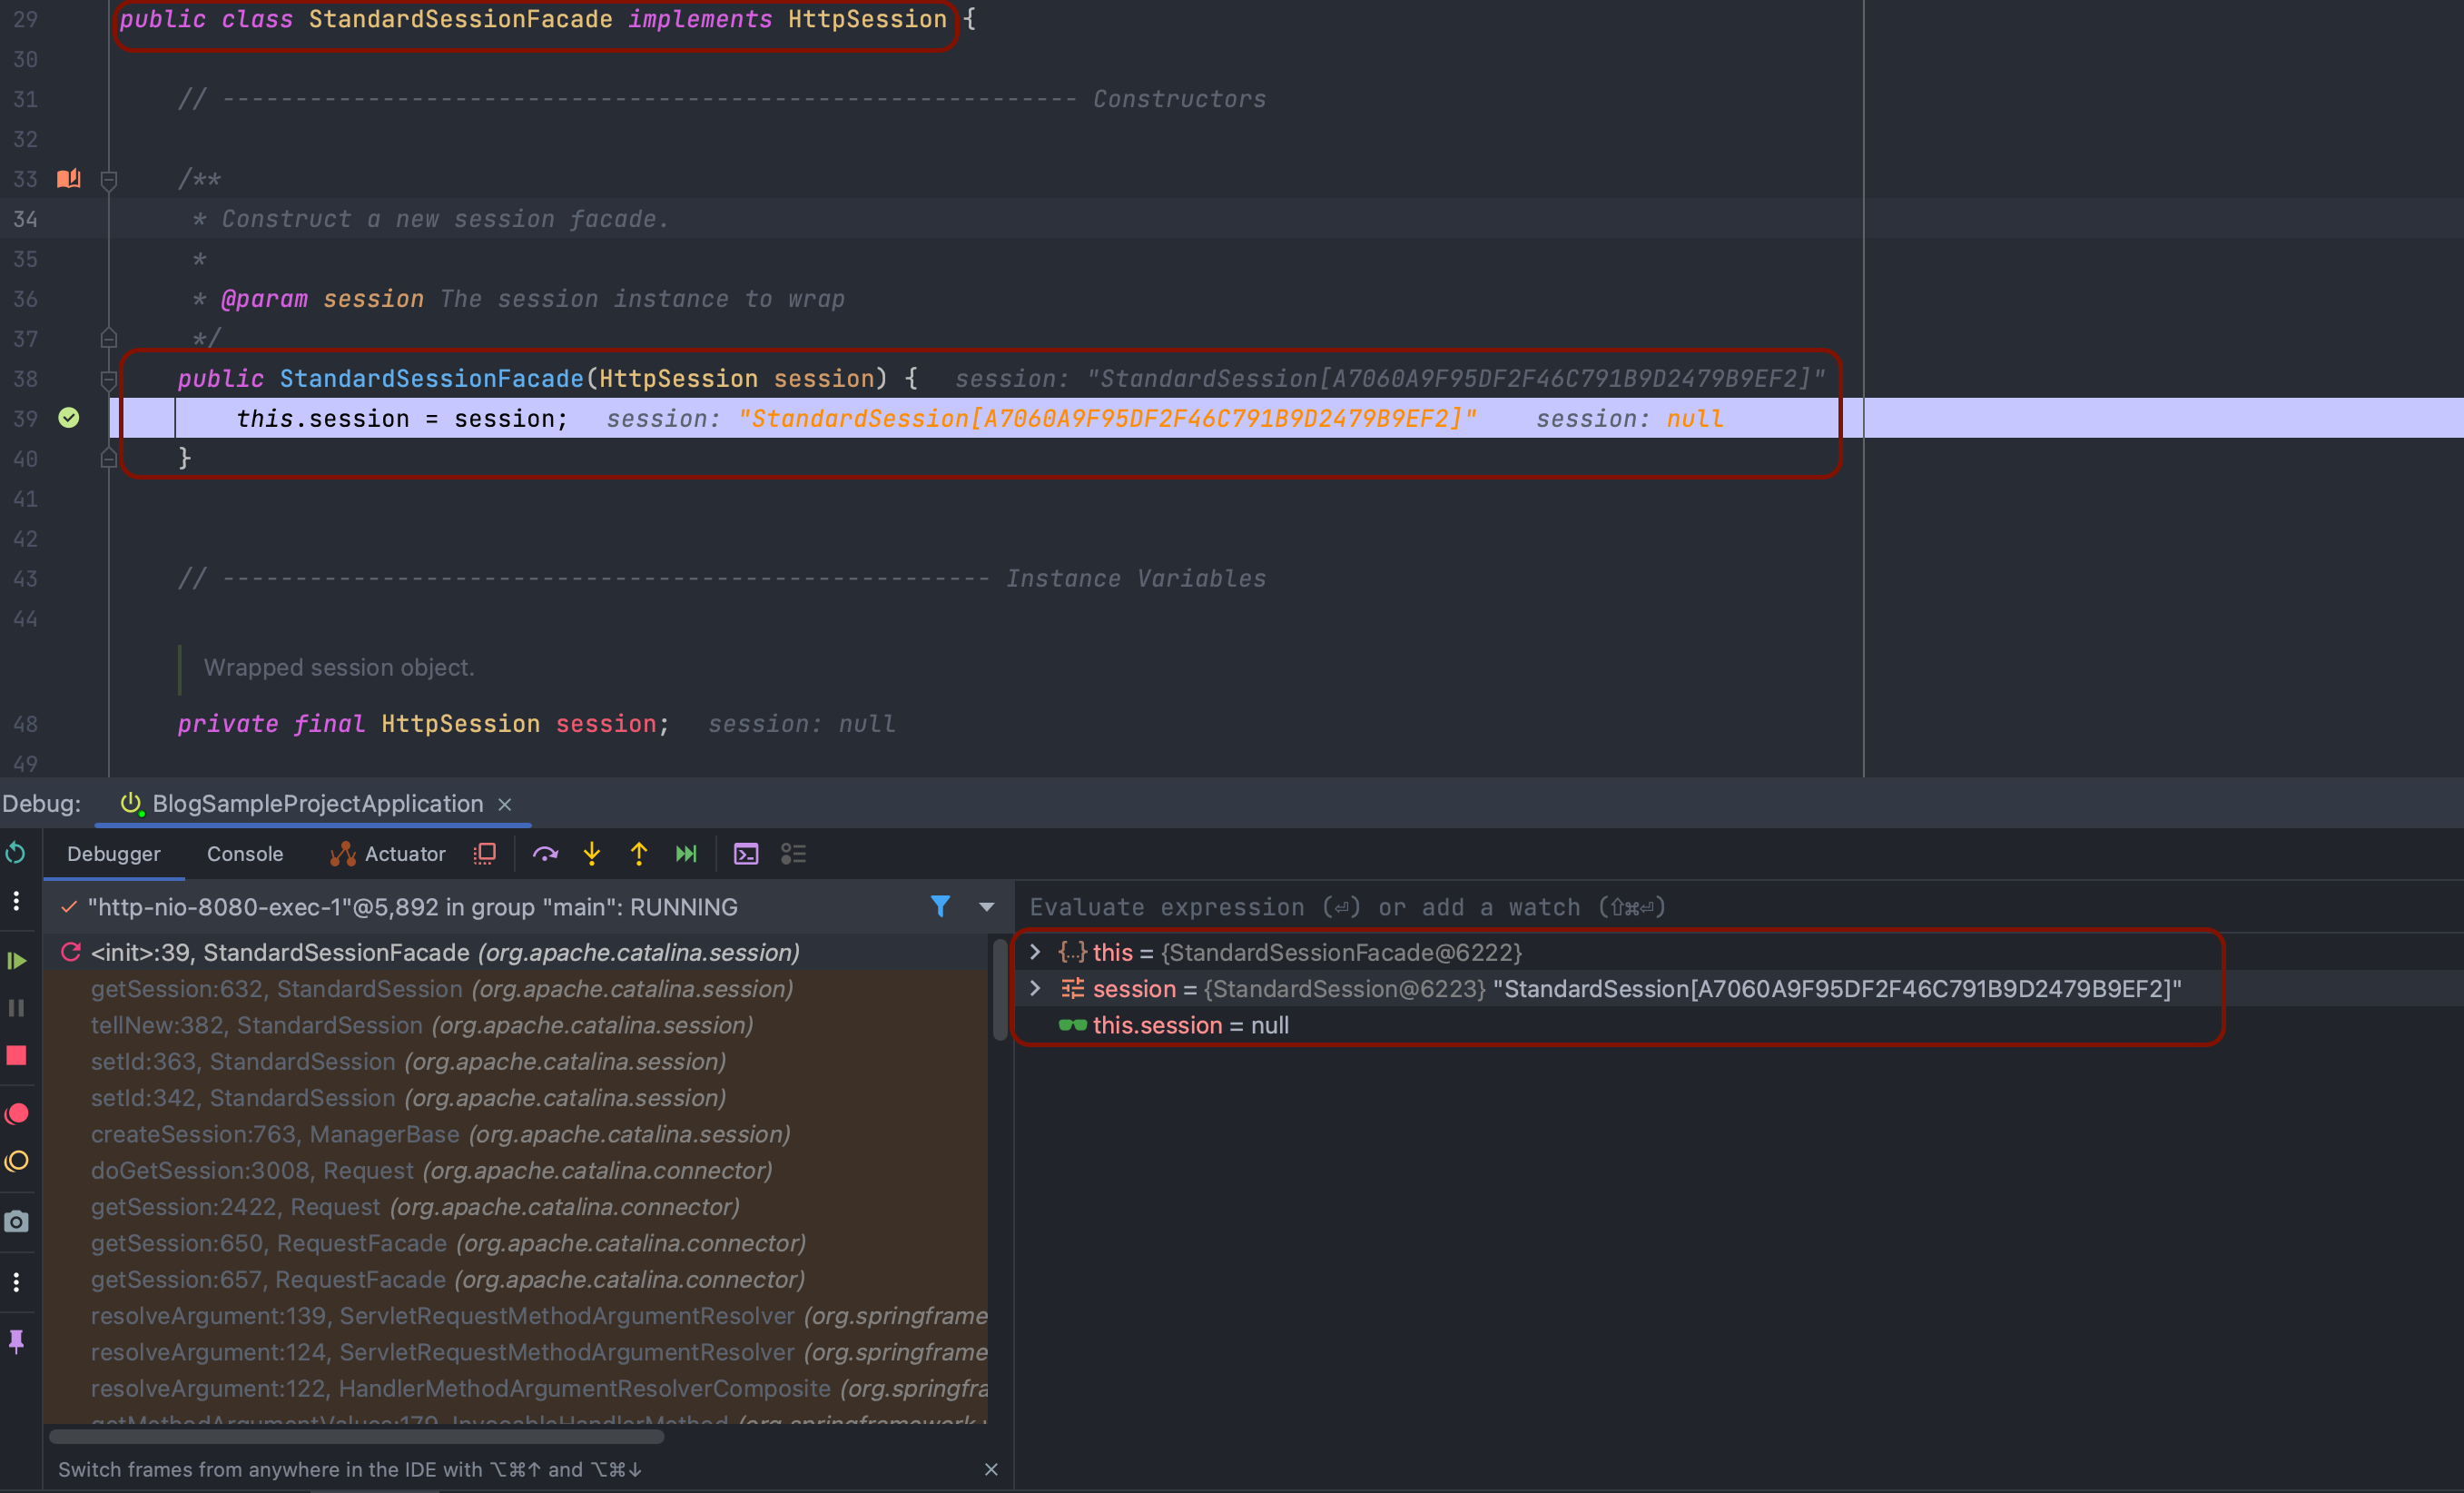 29 public class StandardSessionFacade implements HttpSession {
30
31 // ----------------------------------------------------------- Constructors
32
33 /**
34 * Construct a new session facade.
35 *
36 * @param session The session instance to wrap
37 */
38 public StandardSessionFacade(HttpSession session) { session: "StandardSession[A7060A9F95DF2F46C791B9D2479B9EF2]"
39 this.session = session; session: "StandardSession[A7060A9F95DF2F46C791B9D2479B9EF2]" session: null
40 }
41
42
43 // ----------------------------------------------------- Instance Variables
44
Wrapped session object.
48 private final HttpSession session; session: null
49
Debug: BlogSampleProjectApplication ×
Debugger Console Actuator
"http-nio-8080-exec-1"@5,892 in group "main": RUNNING
Evaluate expression (⏎) or add a watch (⇧⌘⏎)
<init>:39, StandardSessionFacade (org.apache.catalina.session)
getSession:632, StandardSession (org.apache.catalina.session)
tellNew:382, StandardSession (org.apache.catalina.session)
setId:363, StandardSession (org.apache.catalina.session)
setId:342, StandardSession (org.apache.catalina.session)
createSession:763, ManagerBase (org.apache.catalina.session)
doGetSession:3008, Request (org.apache.catalina.connector)
getSession:2422, Request (org.apache.catalina.connector)
getSession:650, RequestFacade (org.apache.catalina.connector)
getSession:657, RequestFacade (org.apache.catalina.connector)
resolveArgument:139, ServletRequestMethodArgumentResolver (org.springframe
resolveArgument:124, ServletRequestMethodArgumentResolver (org.springframe
resolveArgument:122, HandlerMethodArgumentResolverComposite (org.springfra
getMethodArgumentValues:179, InvocableHandlerMethod (org.springframework.
this = {StandardSessionFacade@6222}
session = {StandardSession@6223} "StandardSession[A7060A9F95DF2F46C791B9D2479B9EF2]"
this.session = null
Switch frames from anywhere in the IDE with ⌥⌘↑ and ⌥⌘↓ ×